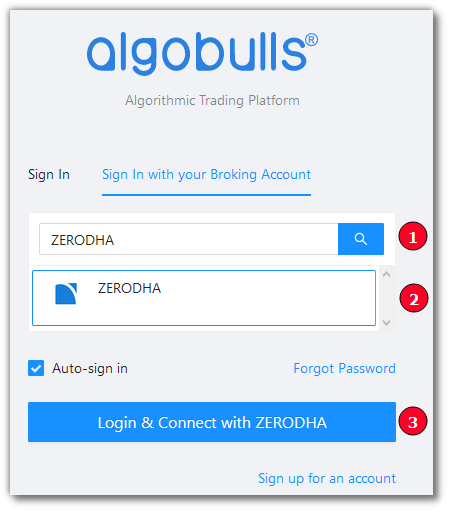 algobulls®
Algorithmic Trading Platform
Sign In
Sign In with your Broking Account
ZERODHA
1
ZERODHA
2
Auto-sign in
Forgot Password
Login & Connect with ZERODHA
3
Sign up for an account